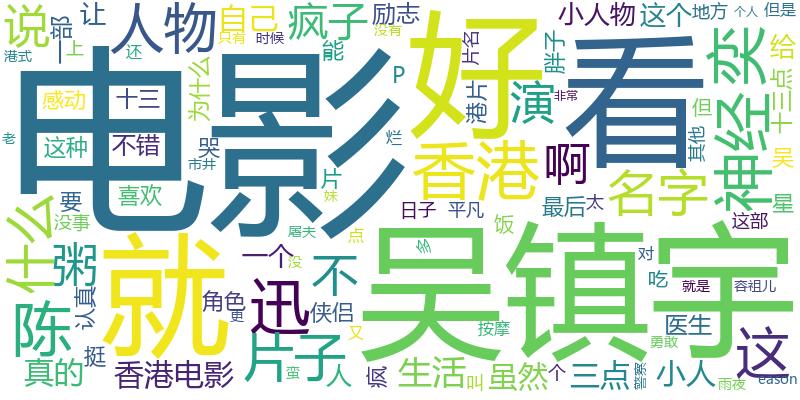 说 让 人物 自己 疯子 励志 好 看 小人物 这个 地方 个人 但是
一部 港式 上 还 只有 时候 能 没有 片名 胖子 奕 给
电影 感动 十三 为什么 P 港片 演 非常 但 十三点
老 这种 不错 哭 烂 神经 其他
市井 香港 啊 吴
要 喜欢 片 名字 星
什么 没事 妹 日子 平凡 最后 太 这部
粥 就 一个 屠夫 点 多 饭 对
不 吴镇宇 没 就是 吃 容祖儿
陈 认真 角色 更 迅 侠侣 又 按摩 医生 勇敢 这
真的 挺 香港电影 片子 蛮 人 疯 生活 叫 虽然 个 三点 警察 小人 雨夜 eason